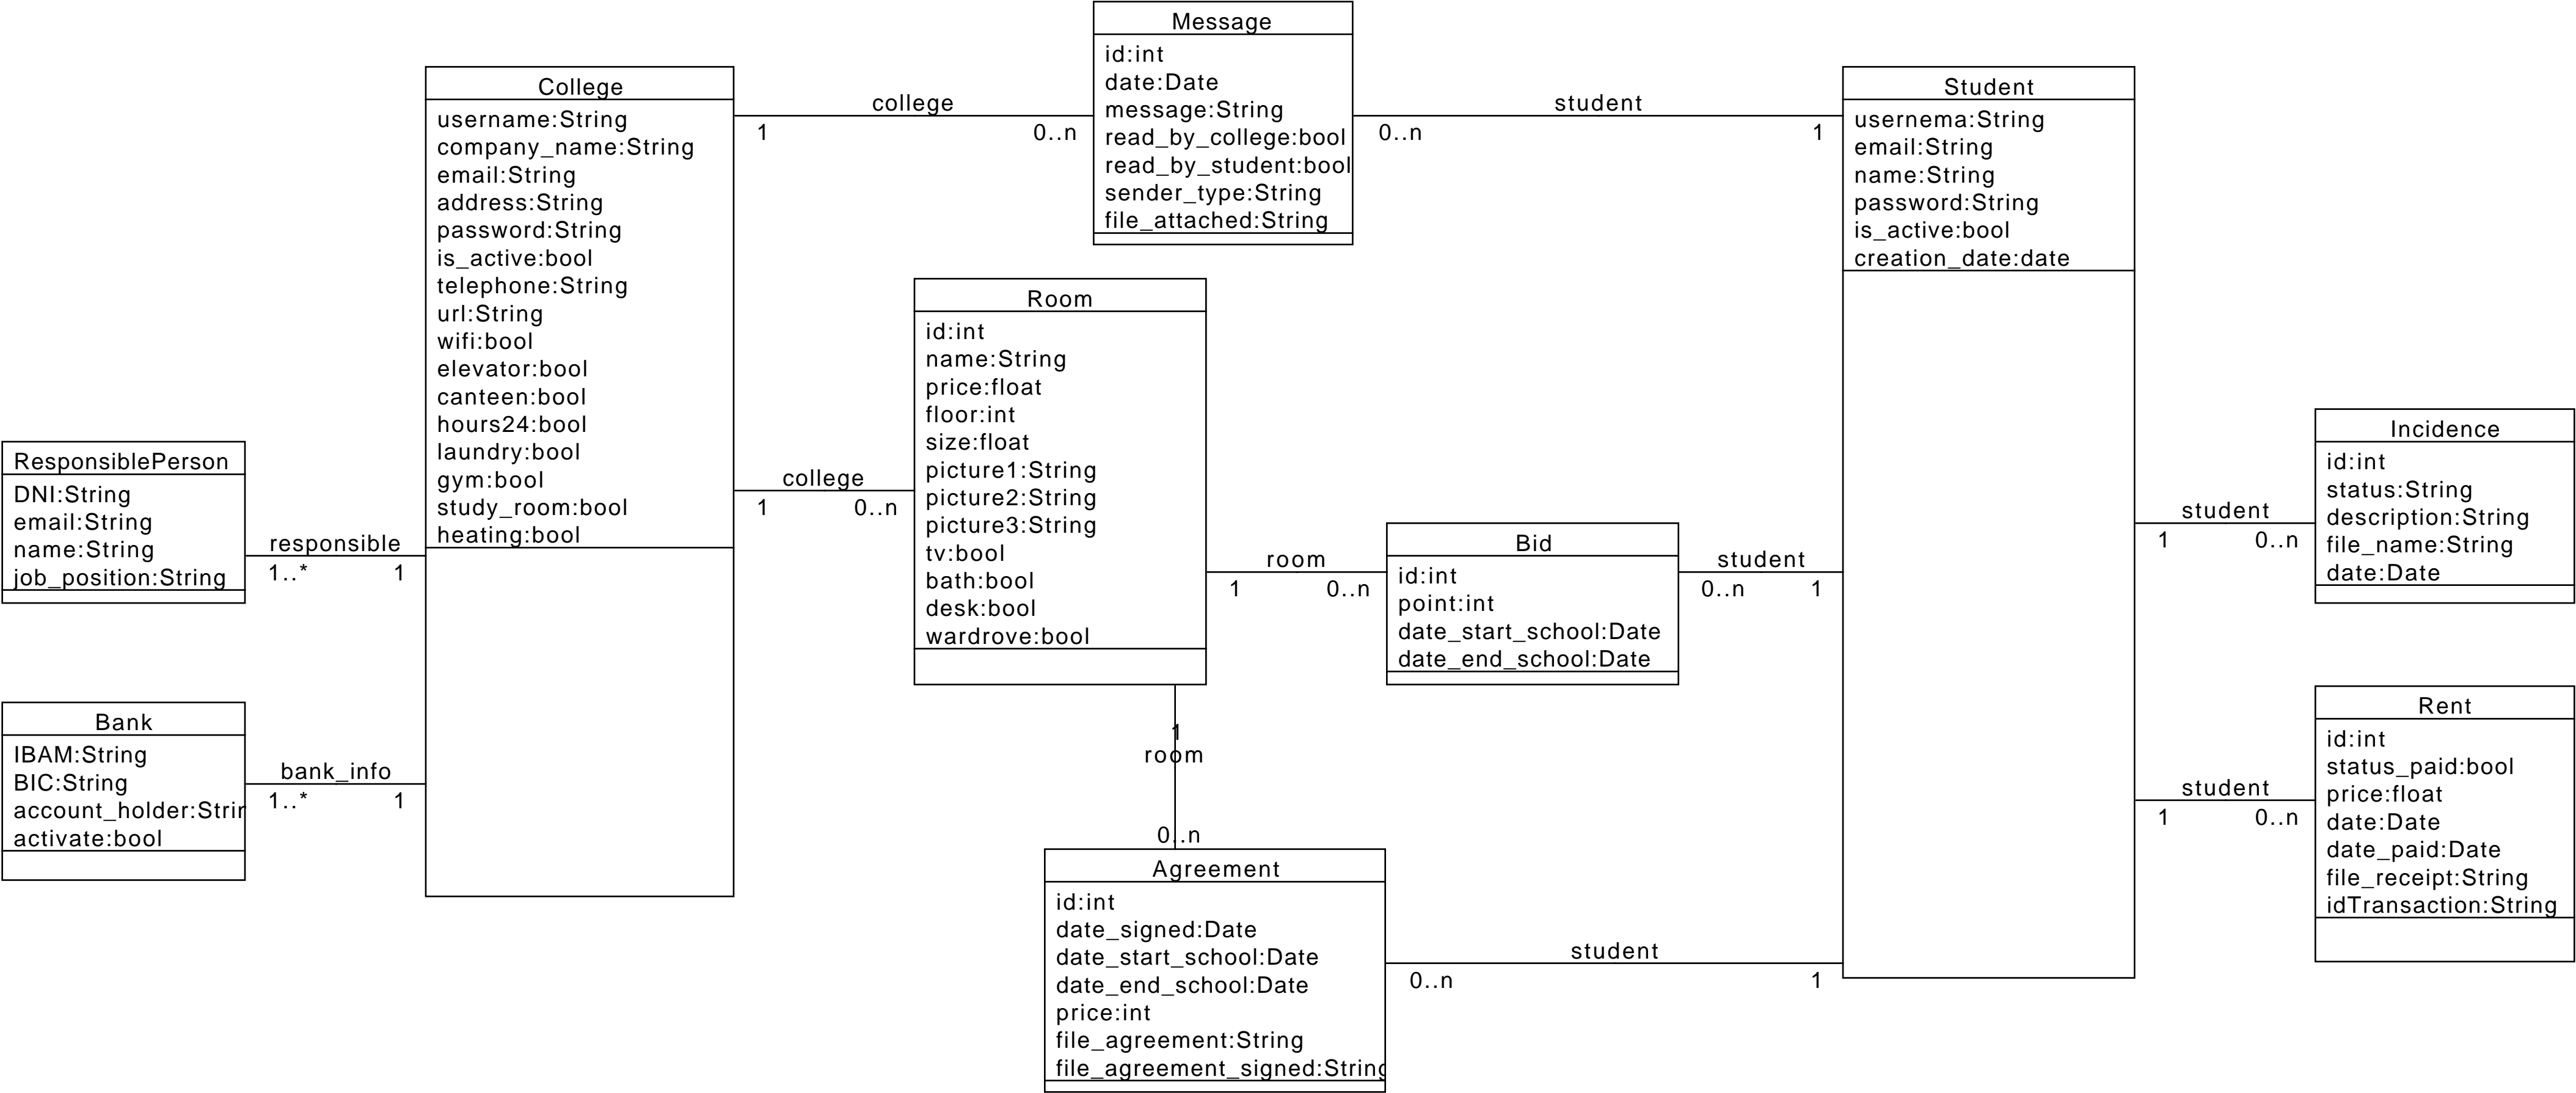 Message
id:int
date:Date
message:String
read_by_college:bool
read_by_student:bool
sender_type:String
file_attached:String
College
username:String
company_name:String
email:String
address:String
password:String
is_active:bool
telephone:String
url:String
wifi:bool
elevator:bool
canteen:bool
hours24:bool
laundry:bool
gym:bool
study_room:bool
heating:bool
college
1
0..n
student
0..n
1
Student
usernema:String
email:String
name:String
password:String
is_active:bool
creation_date:date
Room
id:int
name:String
price:float
floor:int
size:float
picture1:String
picture2:String
picture3:String
tv:bool
bath:bool
desk:bool
wardrove:bool
college
1
0..n
ResponsiblePerson
DNI:String
email:String
name:String
job_position:String
responsible
1..*
1
Bank
IBAM:String
BIC:String
account_holder:Strir
activate:bool
bank_info
1..*
1
room
1
0..n
Bid
id:int
point:int
date_start_school:Date
date_end_school:Date
student
0..n
1
Incidence
id:int
status:String
description:String
file_name:String
date:Date
student
1
0..n
Rent
id:int
status_paid:bool
price:float
date:Date
date_paid:Date
file_receipt:String
idTransaction:String
student
1
0..n
1
room
0..n
Agreement
id:int
date_signed:Date
date_start_school:Date
date_end_school:Date
price:int
file_agreement:String
file_agreement_signed:String
student
0..n
1